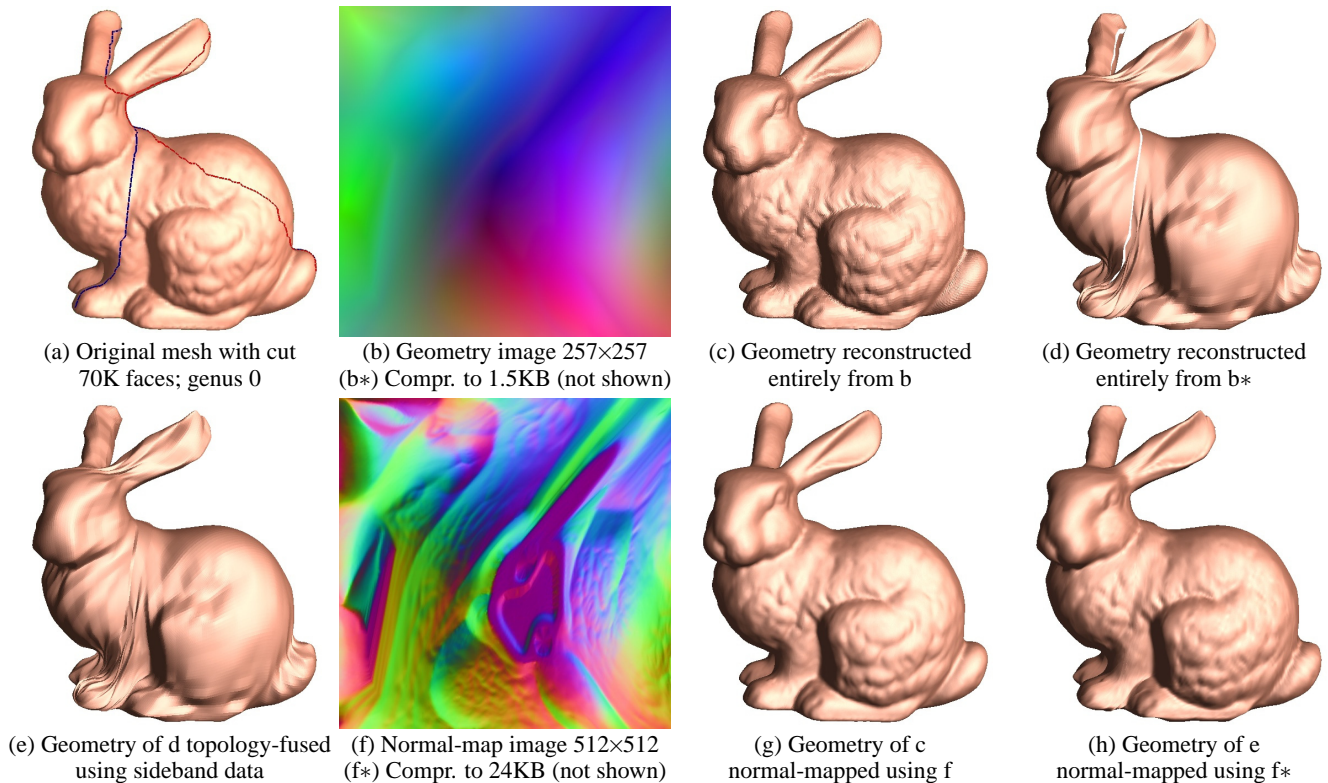 (a) Original mesh with cut
70K faces; genus 0
(b) Geometry image 257×257
(b∗) Compr. to 1.5KB (not shown)
(c) Geometry reconstructed
entirely from b
(d) Geometry reconstructed
entirely from b∗
(e) Geometry of d topology-fused
using sideband data
(f) Normal-map image 512×512
(f∗) Compr. to 24KB (not shown)
(g) Geometry of c
normal-mapped using f
(h) Geometry of e
normal-mapped using f∗